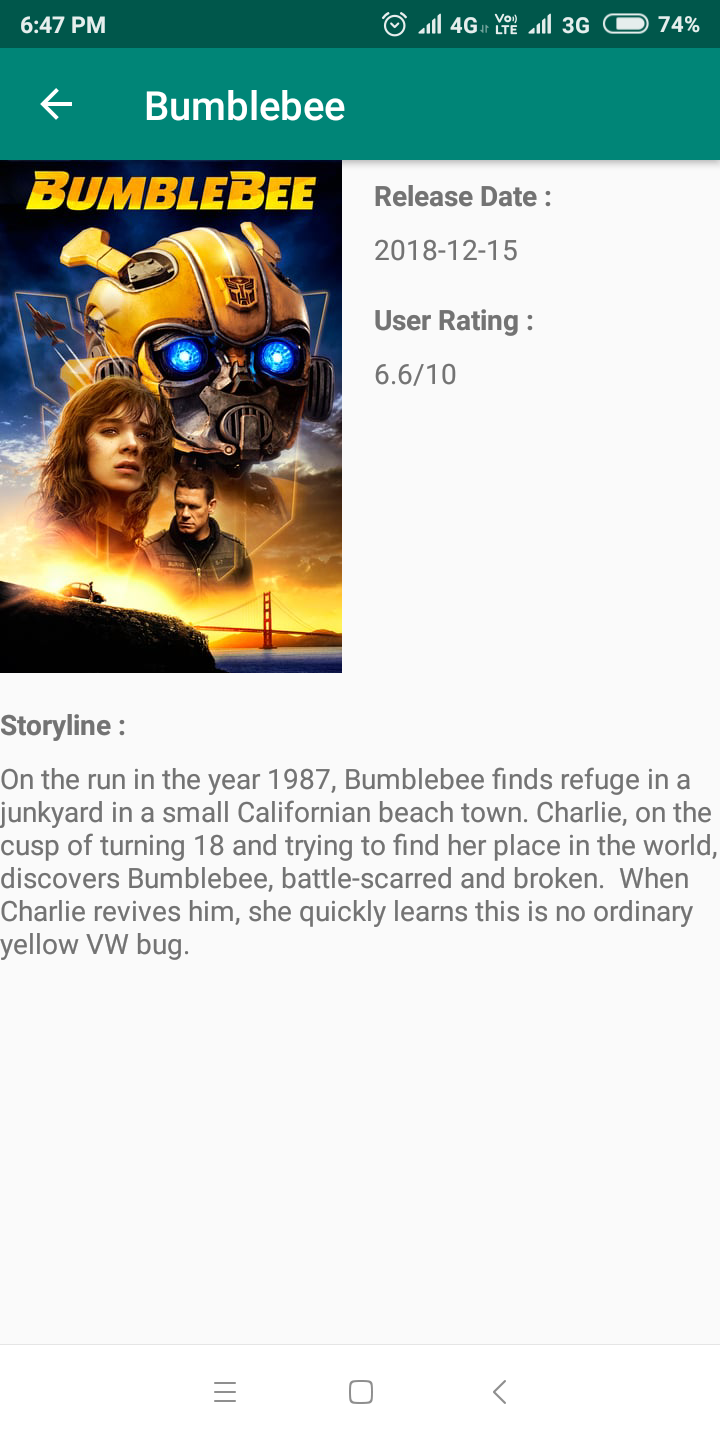 6:47 PM 4G Vo) LTE 3G 74%
Bumblebee
BUMBLEBEE
Release Date :
2018-12-15
User Rating :
6.6/10
BURNS S-7
Storyline :
On the run in the year 1987, Bumblebee finds refuge in a
junkyard in a small Californian beach town. Charlie, on the
cusp of turning 18 and trying to find her place in the world,
discovers Bumblebee, battle-scarred and broken.  When
Charlie revives him, she quickly learns this is no ordinary
yellow VW bug.